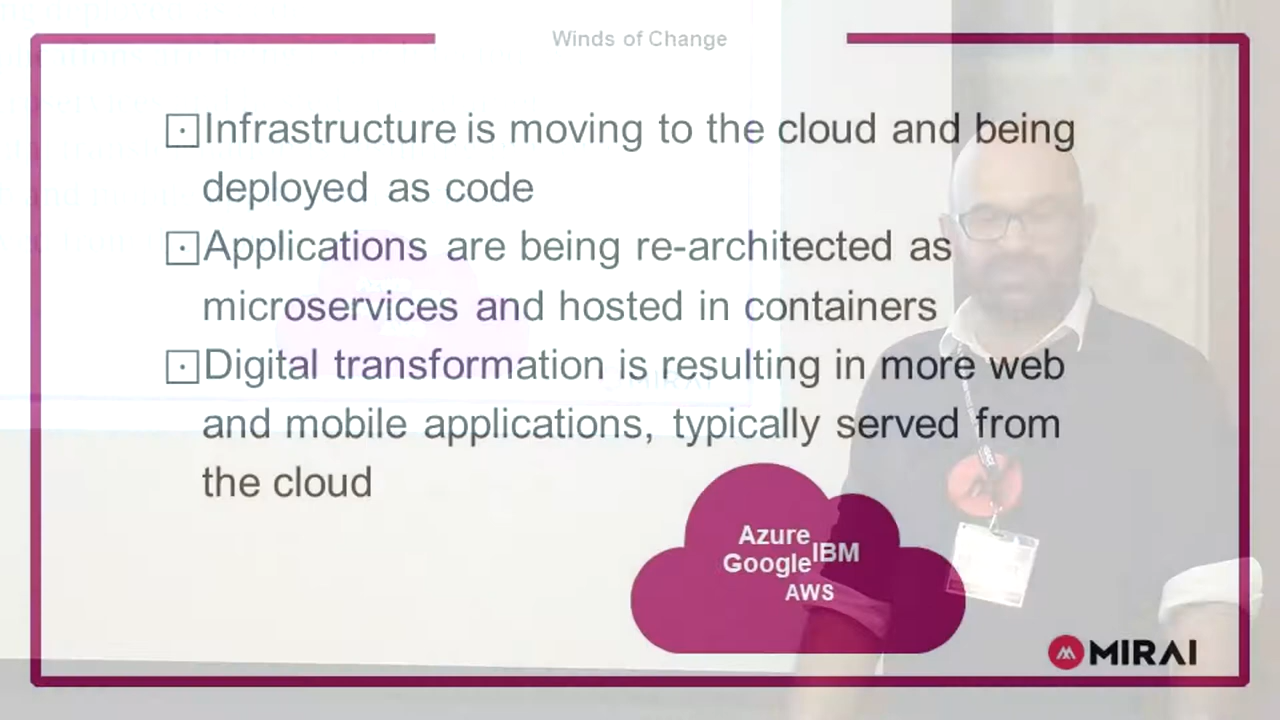 Winds of Change
Infrastructure is moving to the cloud and being
deployed as code
Applications are being re-architected as
microservices and hosted in containers
Digital transformation is resulting in more web
and mobile applications, typically served from
the cloud
Azure
IBM
Google
AWS
MIRAI